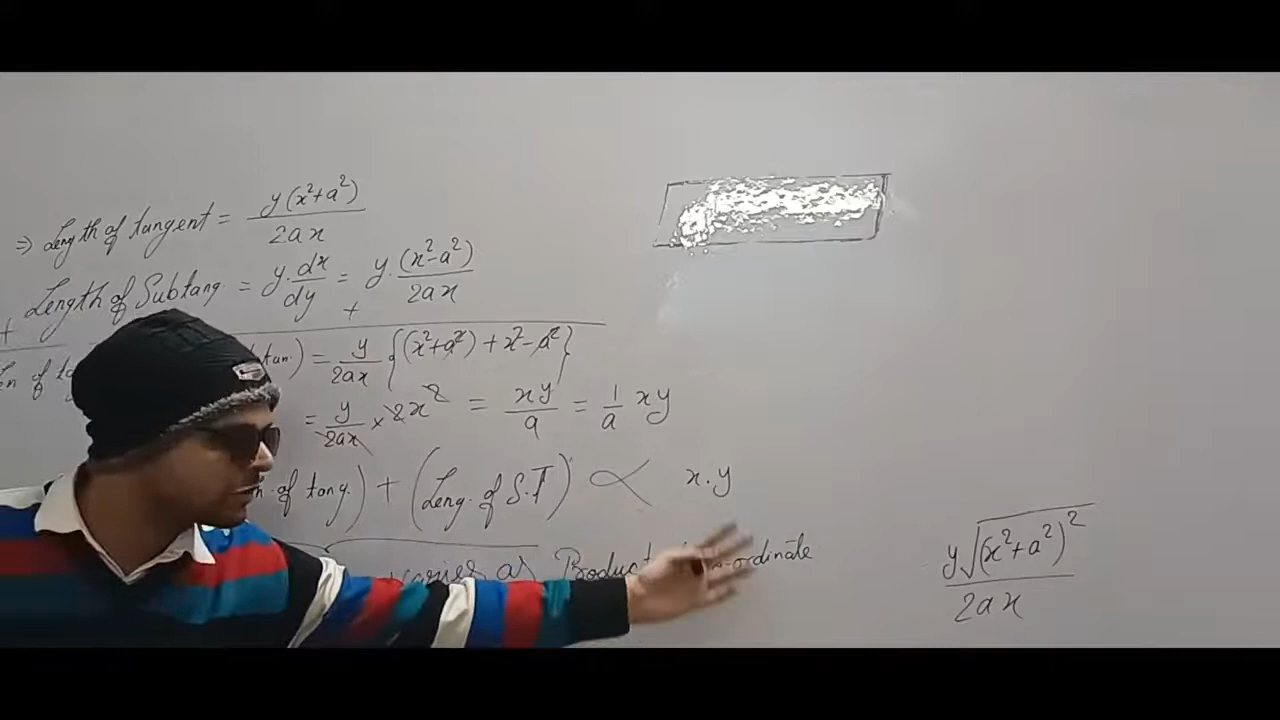 ⇒ Length of tangent = y(x²+a²) / 2ax
+ Length of Subtang. = y.dx/dy = y.(x²-a²) / 2ax
+
tan.) = y/2ax {(x²+a²) + x²-a²}
= y/2ax × 2x² = xy/a = 1/a xy
of tang.) + (Leng. of S.T) ∝ x.y
varies as Product ordinate
y√(x²+a²)² / 2ax